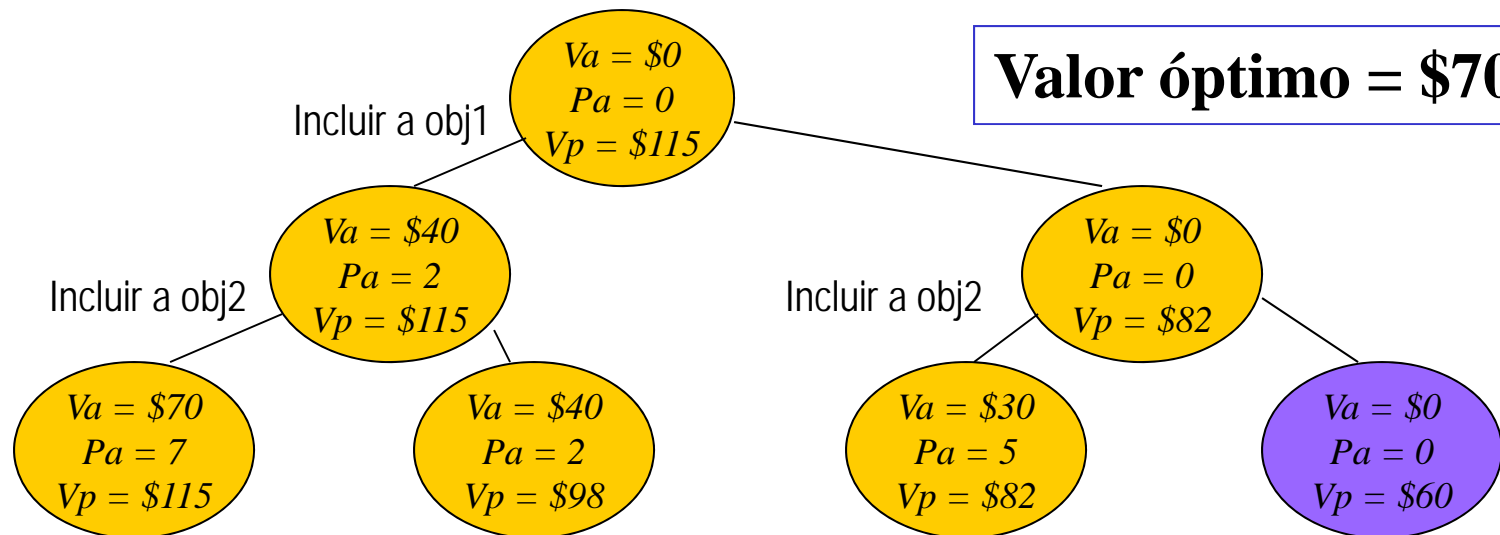 Va = $0
Pa = 0
Vp = $115
Valor óptimo = $70
Incluir a obj1
Va = $40
Pa = 2
Vp = $115
Va = $0
Pa = 0
Vp = $82
Incluir a obj2
Incluir a obj2
Va = $70
Pa = 7
Vp = $115
Va = $40
Pa = 2
Vp = $98
Va = $30
Pa = 5
Vp = $82
Va = $0
Pa = 0
Vp = $60